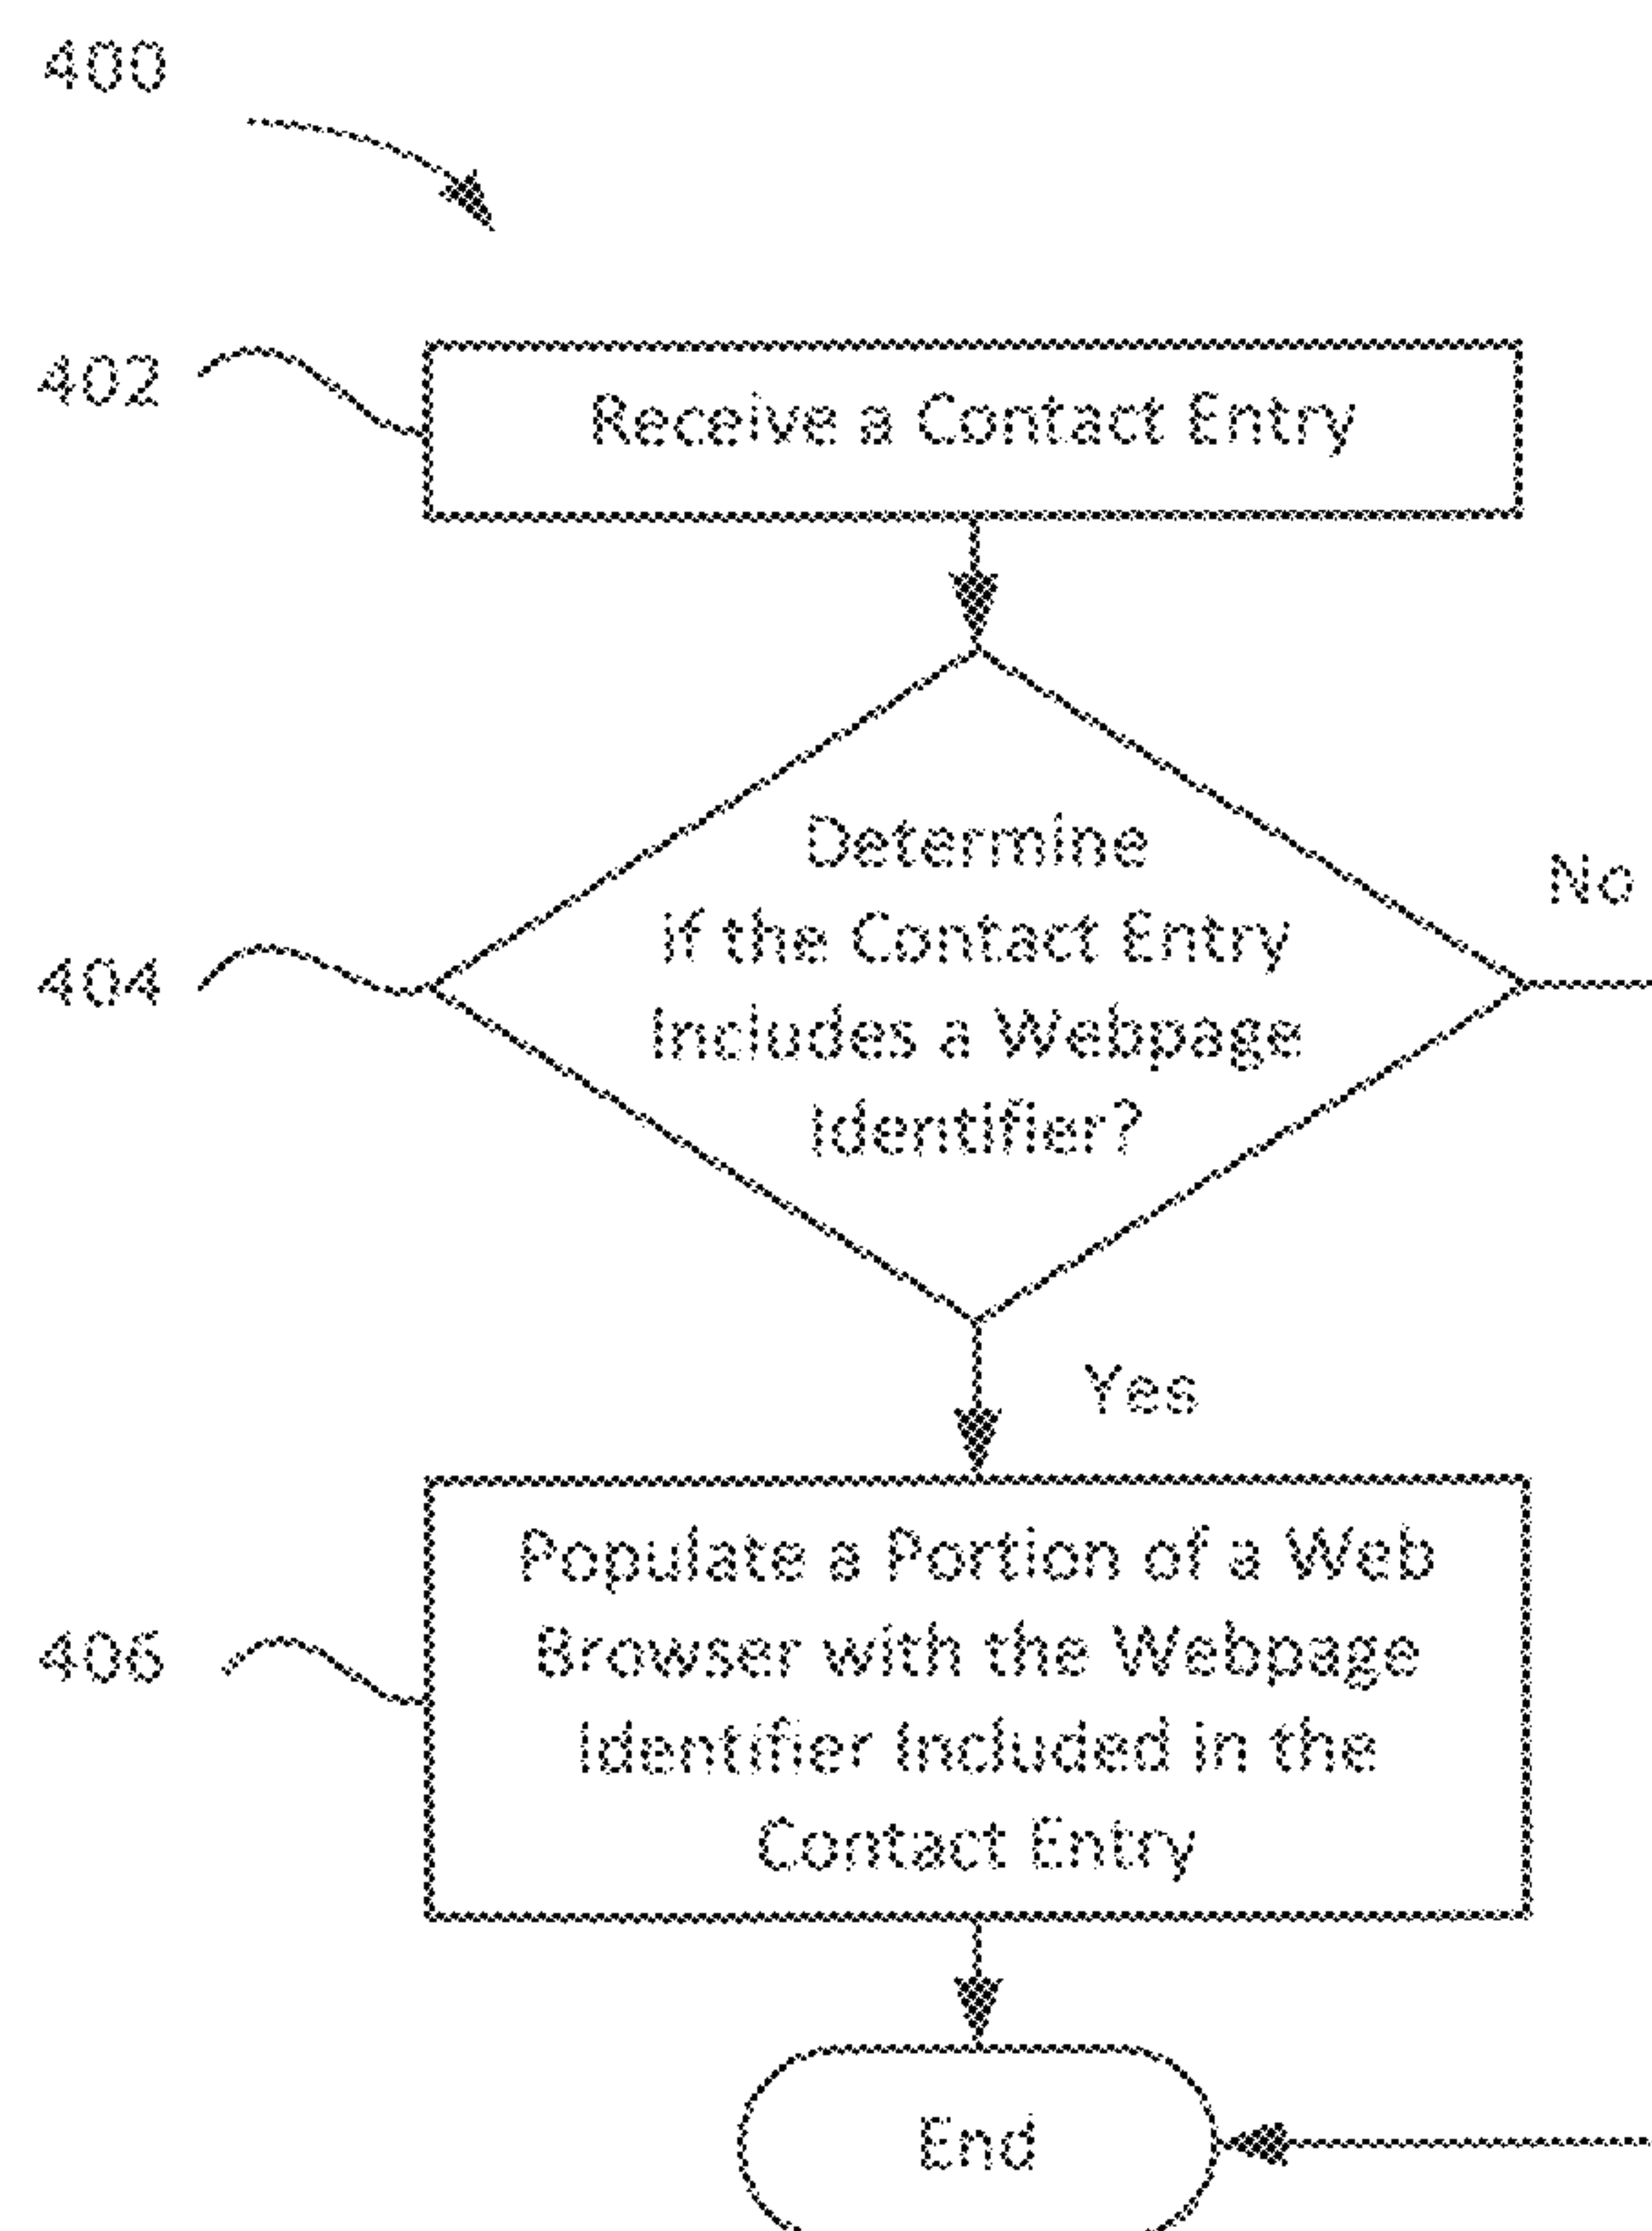 400
402
Receive a Contact Entry
Determine
if the Contact Entry
Includes a Webpage
Identifier?
No
404
Yes
Populate a Portion of a Web
Browser with the Webpage
Identifier Included in the
Contact Entry
406
End